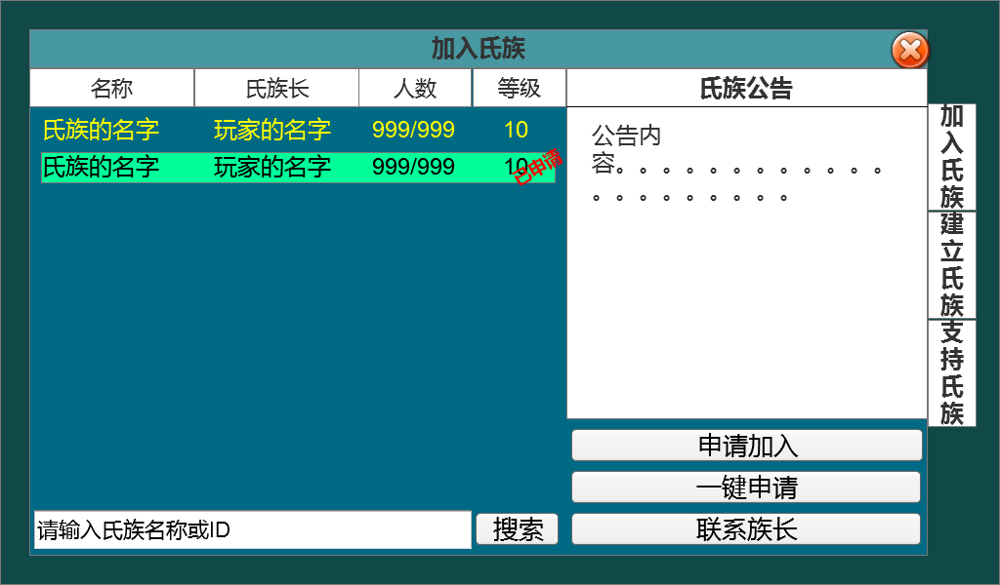 加入氏族
名称 氏族长 人数 等级
氏族的名字 玩家的名字 999/999 10
氏族的名字 玩家的名字 999/999 10
已申请
请输入氏族名称或ID
搜索
氏族公告
公告内
容。。。。。。。。。。。。
。。。。。。。。。
申请加入
一键申请
联系族长
加入氏族
建立氏族
支持氏族